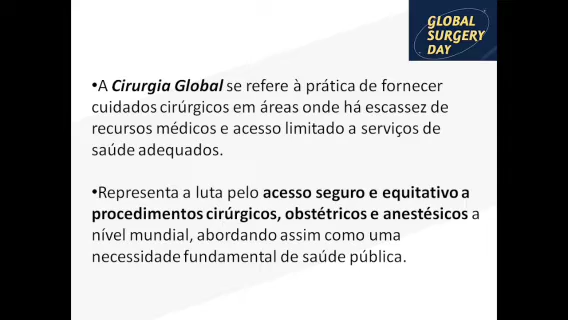 GLOBAL
SURGERY
DAY
•A Cirurgia Global se refere à prática de fornecer
cuidados cirúrgicos em áreas onde há escassez de
recursos médicos e acesso limitado a serviços de
saúde adequados.
•Representa a luta pelo acesso seguro e equitativo a
procedimentos cirúrgicos, obstétricos e anestésicos a
nível mundial, abordando assim como uma
necessidade fundamental de saúde pública.